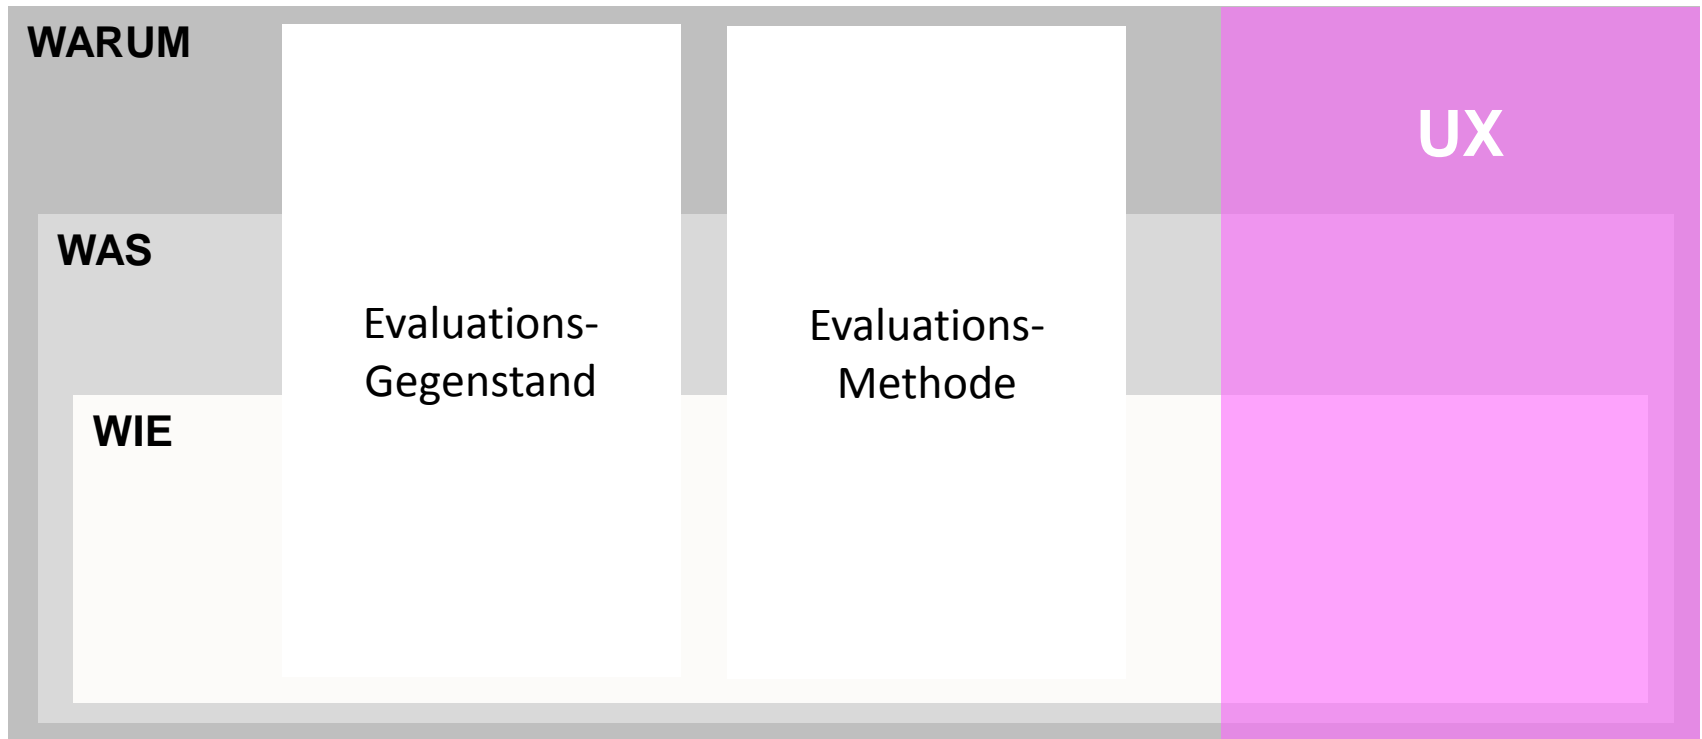 WARUM
UX
WAS
Evaluations-
Gegenstand
Evaluations-
Methode
WIE